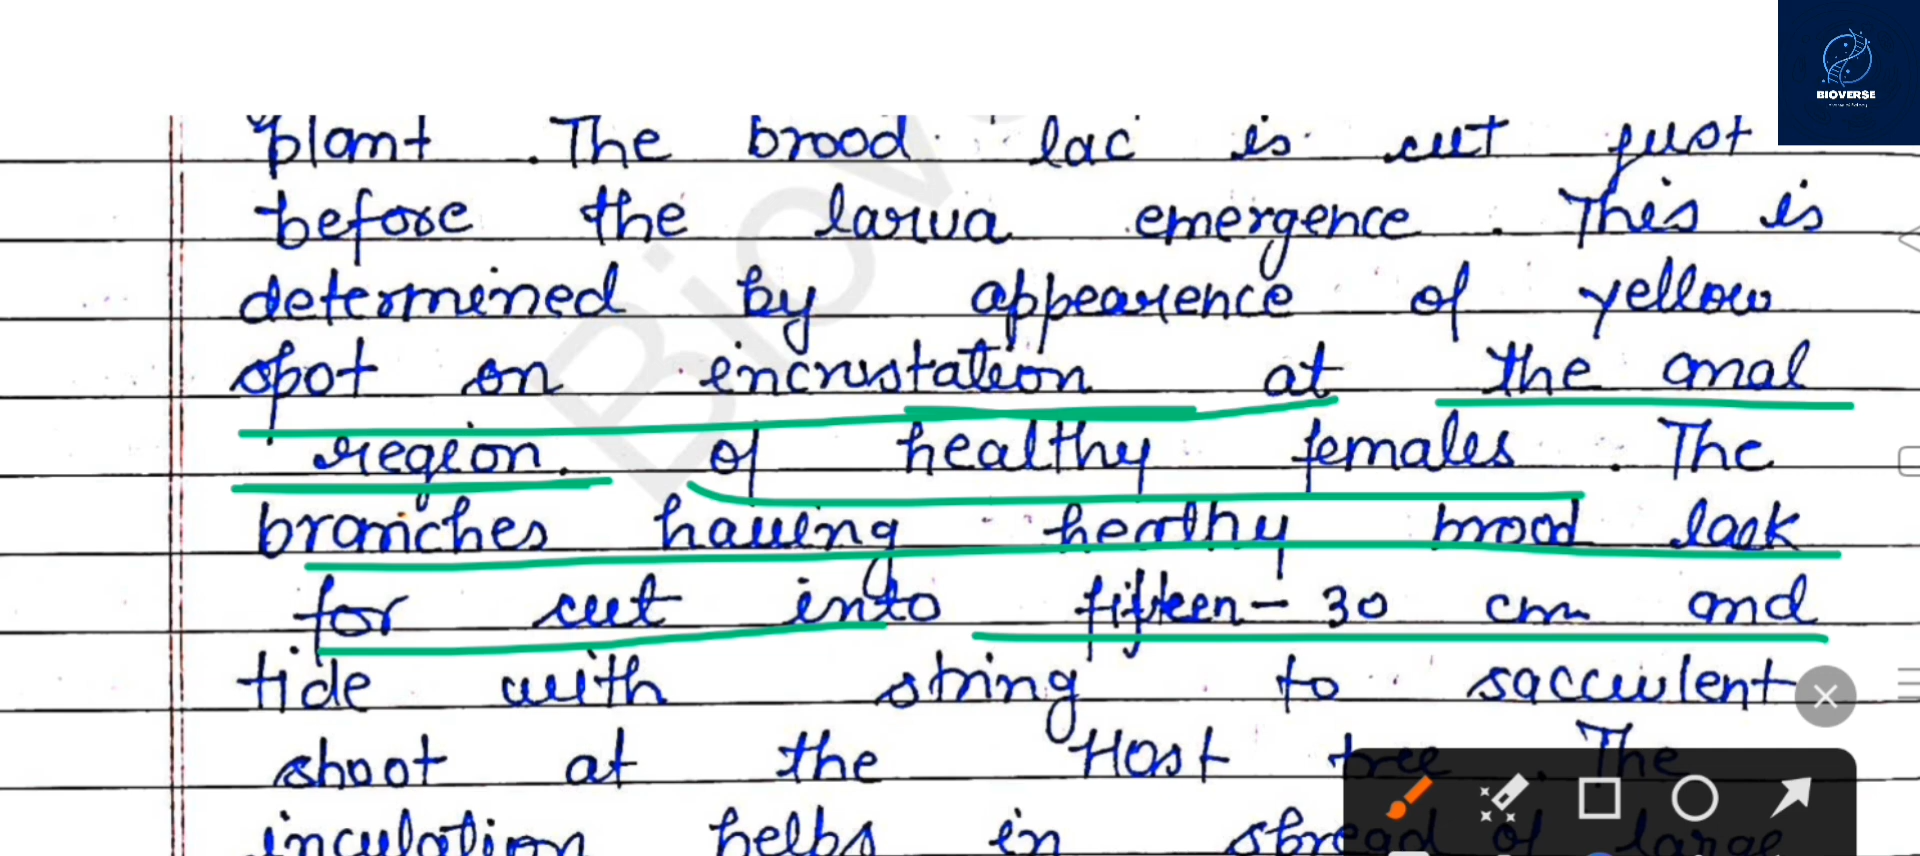 BIOVERSE
plant . The brood lac is cut just
before the larva emergence . This is
determined by appearence of yellow
spot on encrustation at the anal
region . of healthy females . The
branches having healthy brood lack
for cut into fifteen - 30 cm and
tide with string to sacculent
shoot at the Host tree . The
inculation helps in spread of large